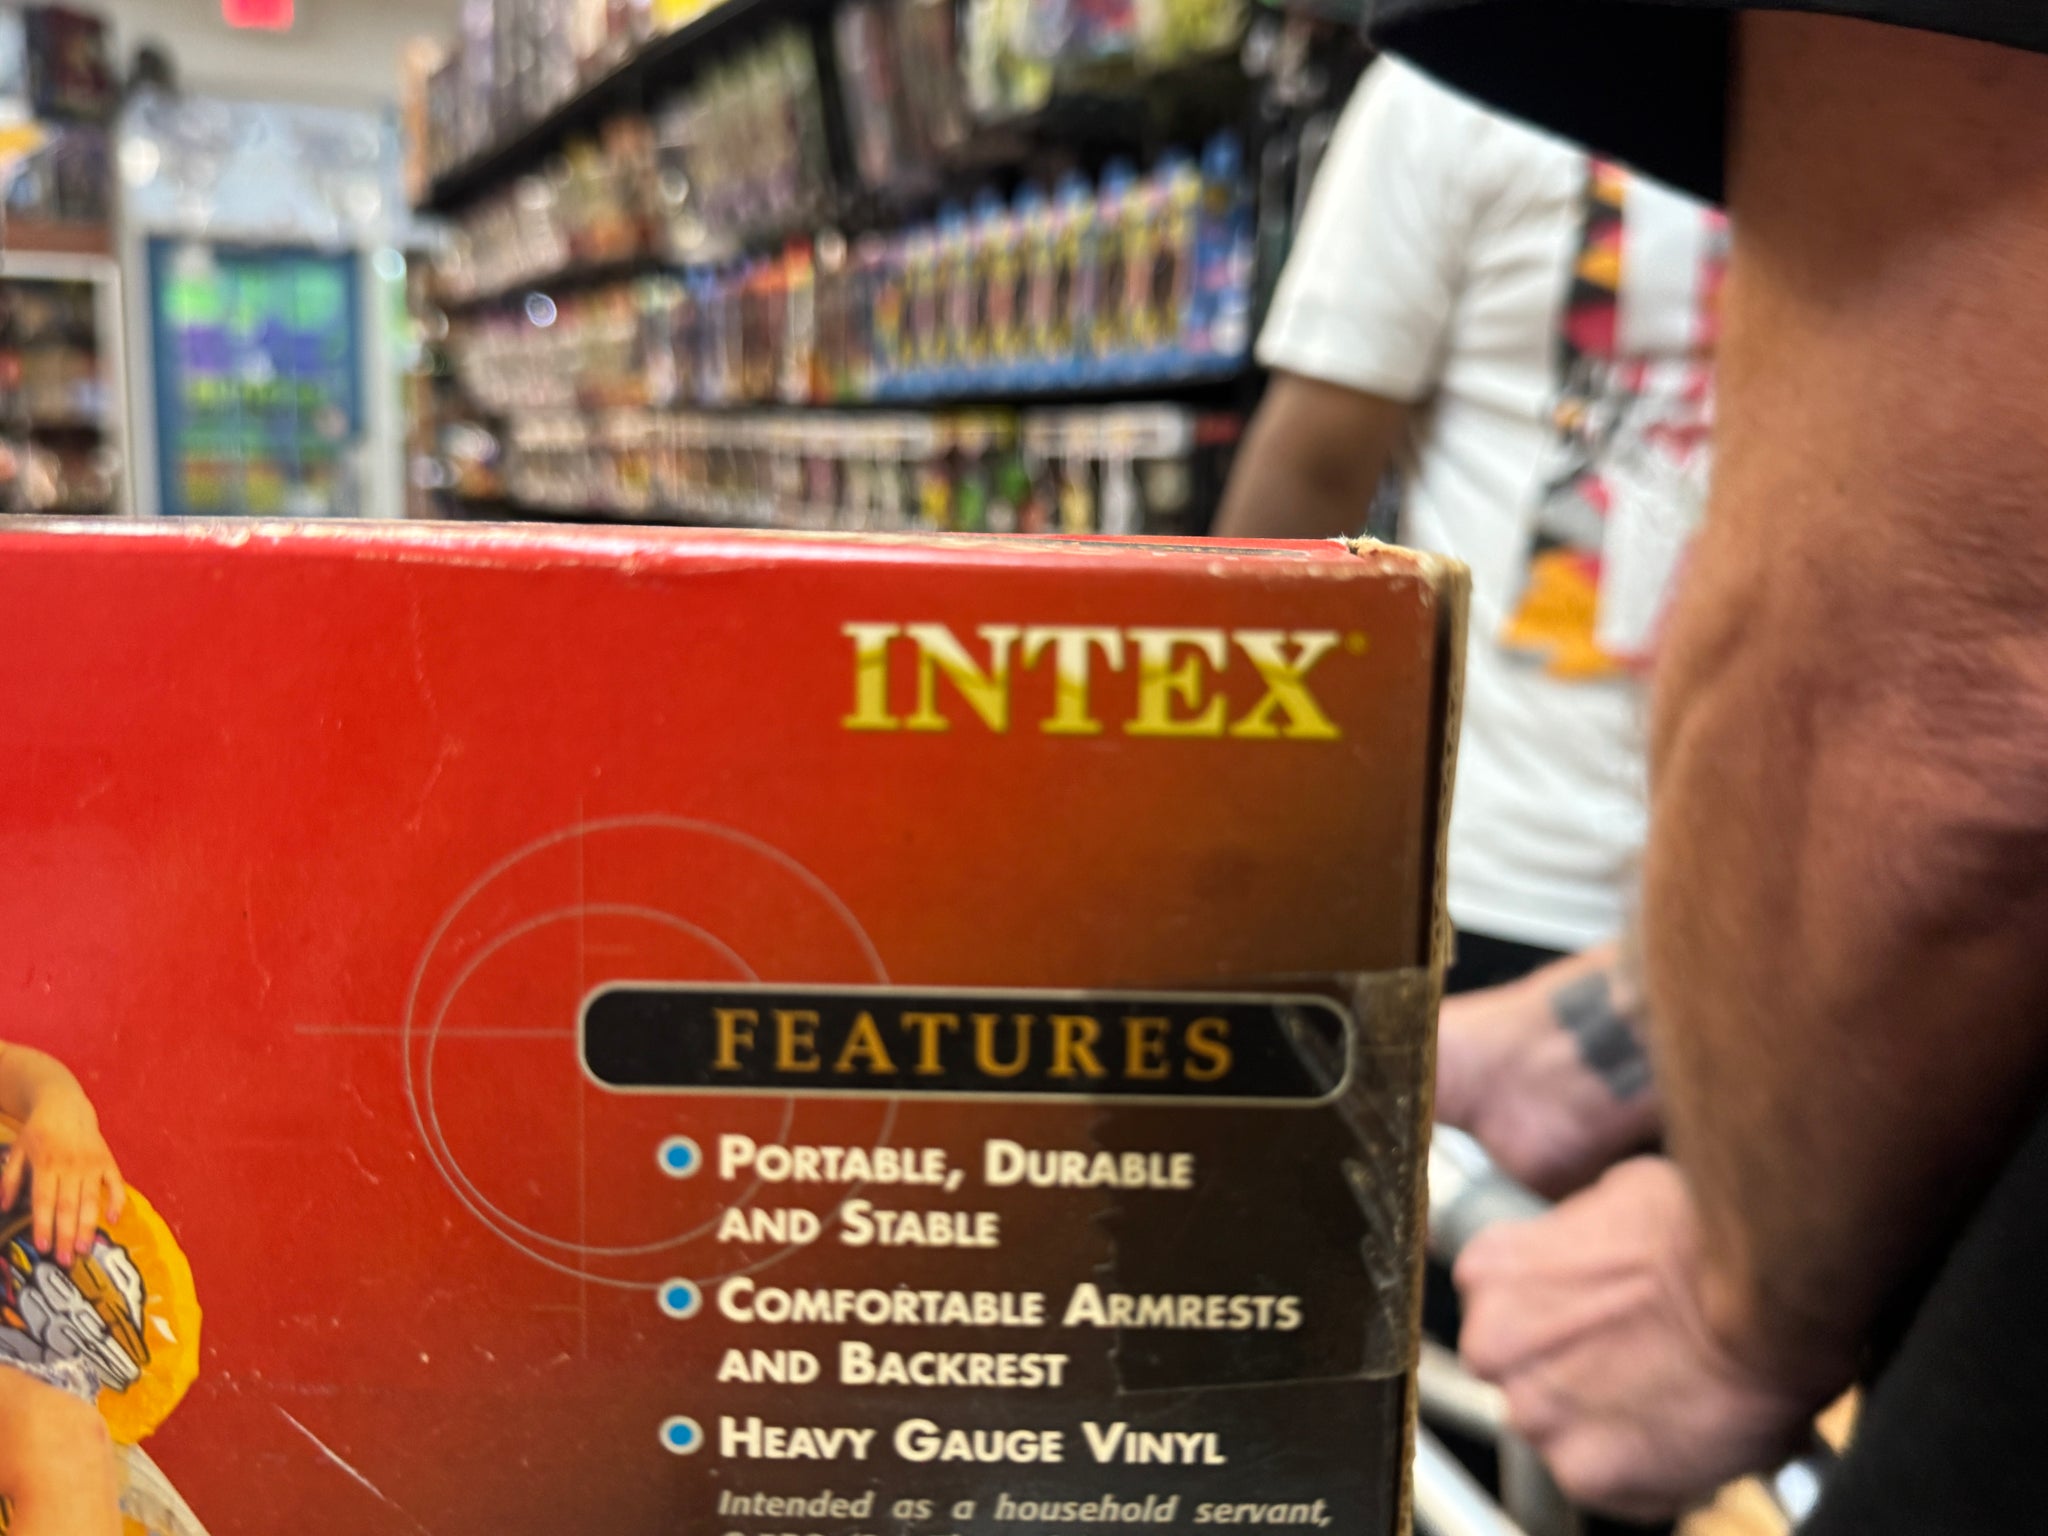 INTEX
FEATURES
PORTABLE, DURABLE
AND STABLE
COMFORTABLE ARMRESTS
AND BACKREST
HEAVY GAUGE VINYL
Intended as a household servant,